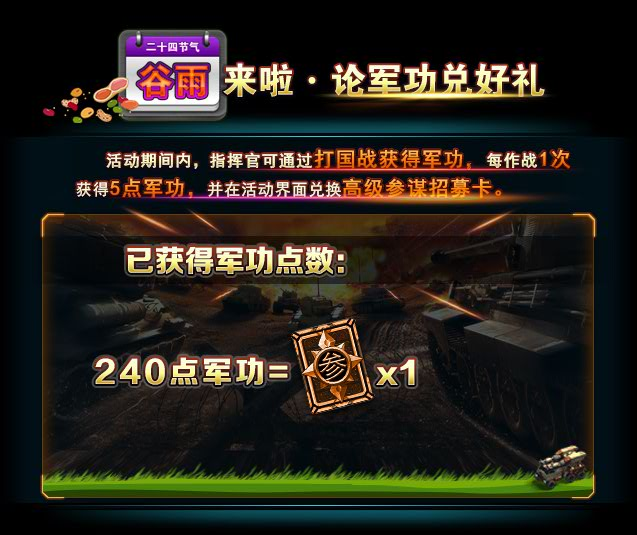 二十四节气
谷雨来啦·论军功兑好礼
活动期间内，指挥官可通过打国战获得军功，每作战1次
获得5点军功，并在活动界面兑换高级参谋招募卡。
已获得军功点数:
240点军功=参x1